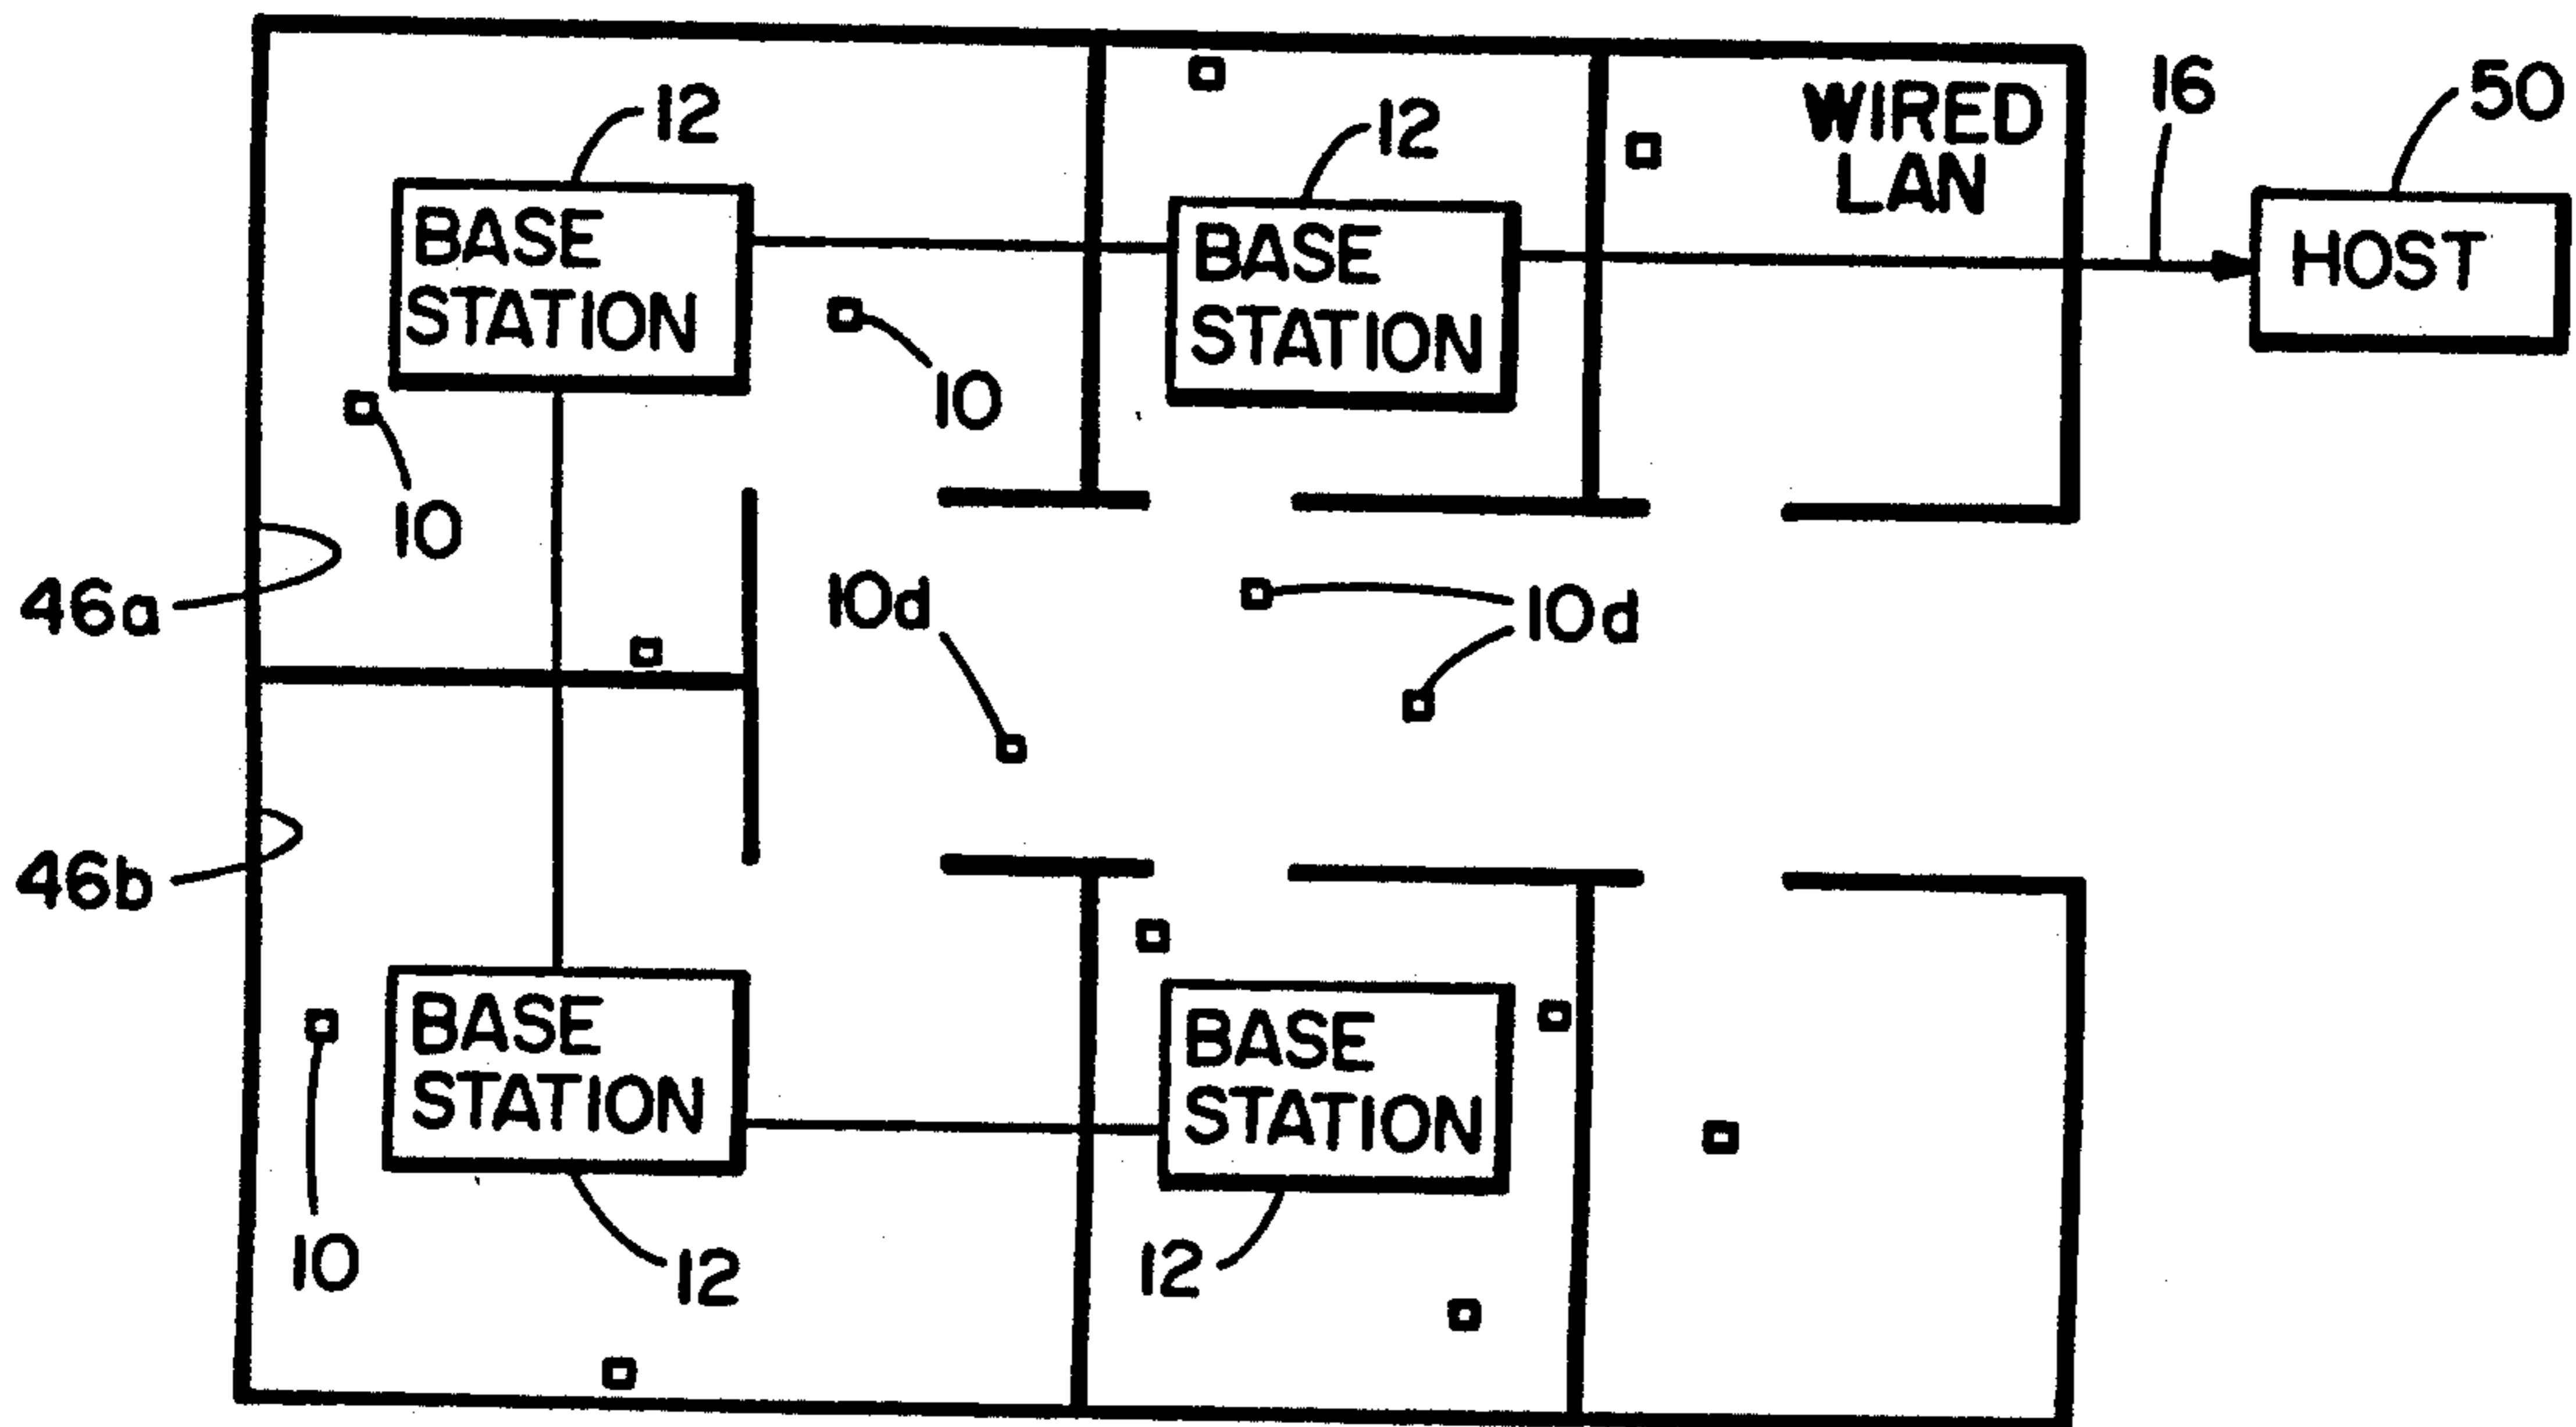 12
12
WIRED
LAN
16
50
BASE
STATION
BASE
STATION
HOST
10
10
46a
10d
10d
46b
BASE
STATION
BASE
STATION
10
12
12